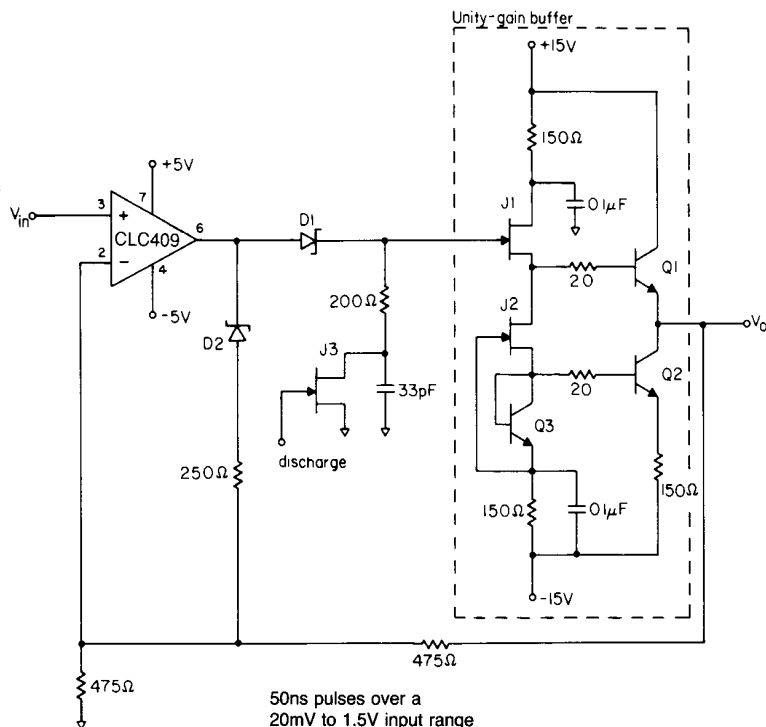 Unity-gain buffer
+15V
150Ω
+5V
J1
01µF
7
Vin
3
+
CLC409
6
D1
Q1
2
−
4
20
-5V
200Ω
J2
Vo
D2
J3
20
Q2
33pF
Q3
discharge
250Ω
150Ω
01µF
150Ω
-15V
475Ω
475Ω
50ns pulses over a
20mV to 1.5V input range